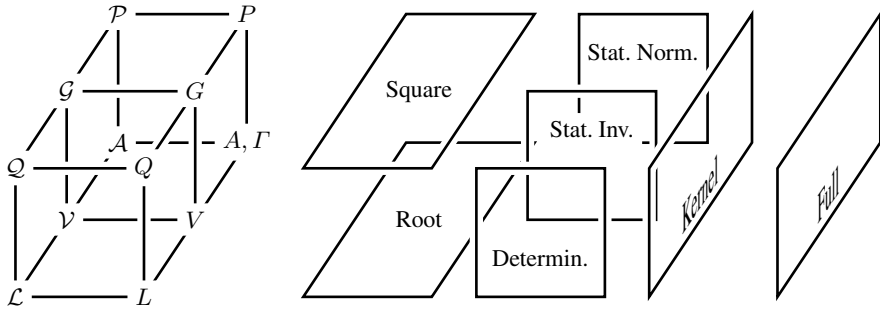 𝒫 P
Stat. Norm.
𝒢 G
Square
Stat. Inv.
𝒜 A, Γ
𝒬 Q
Kernel
Full
𝒱 V
Root
Determin.
ℒ L